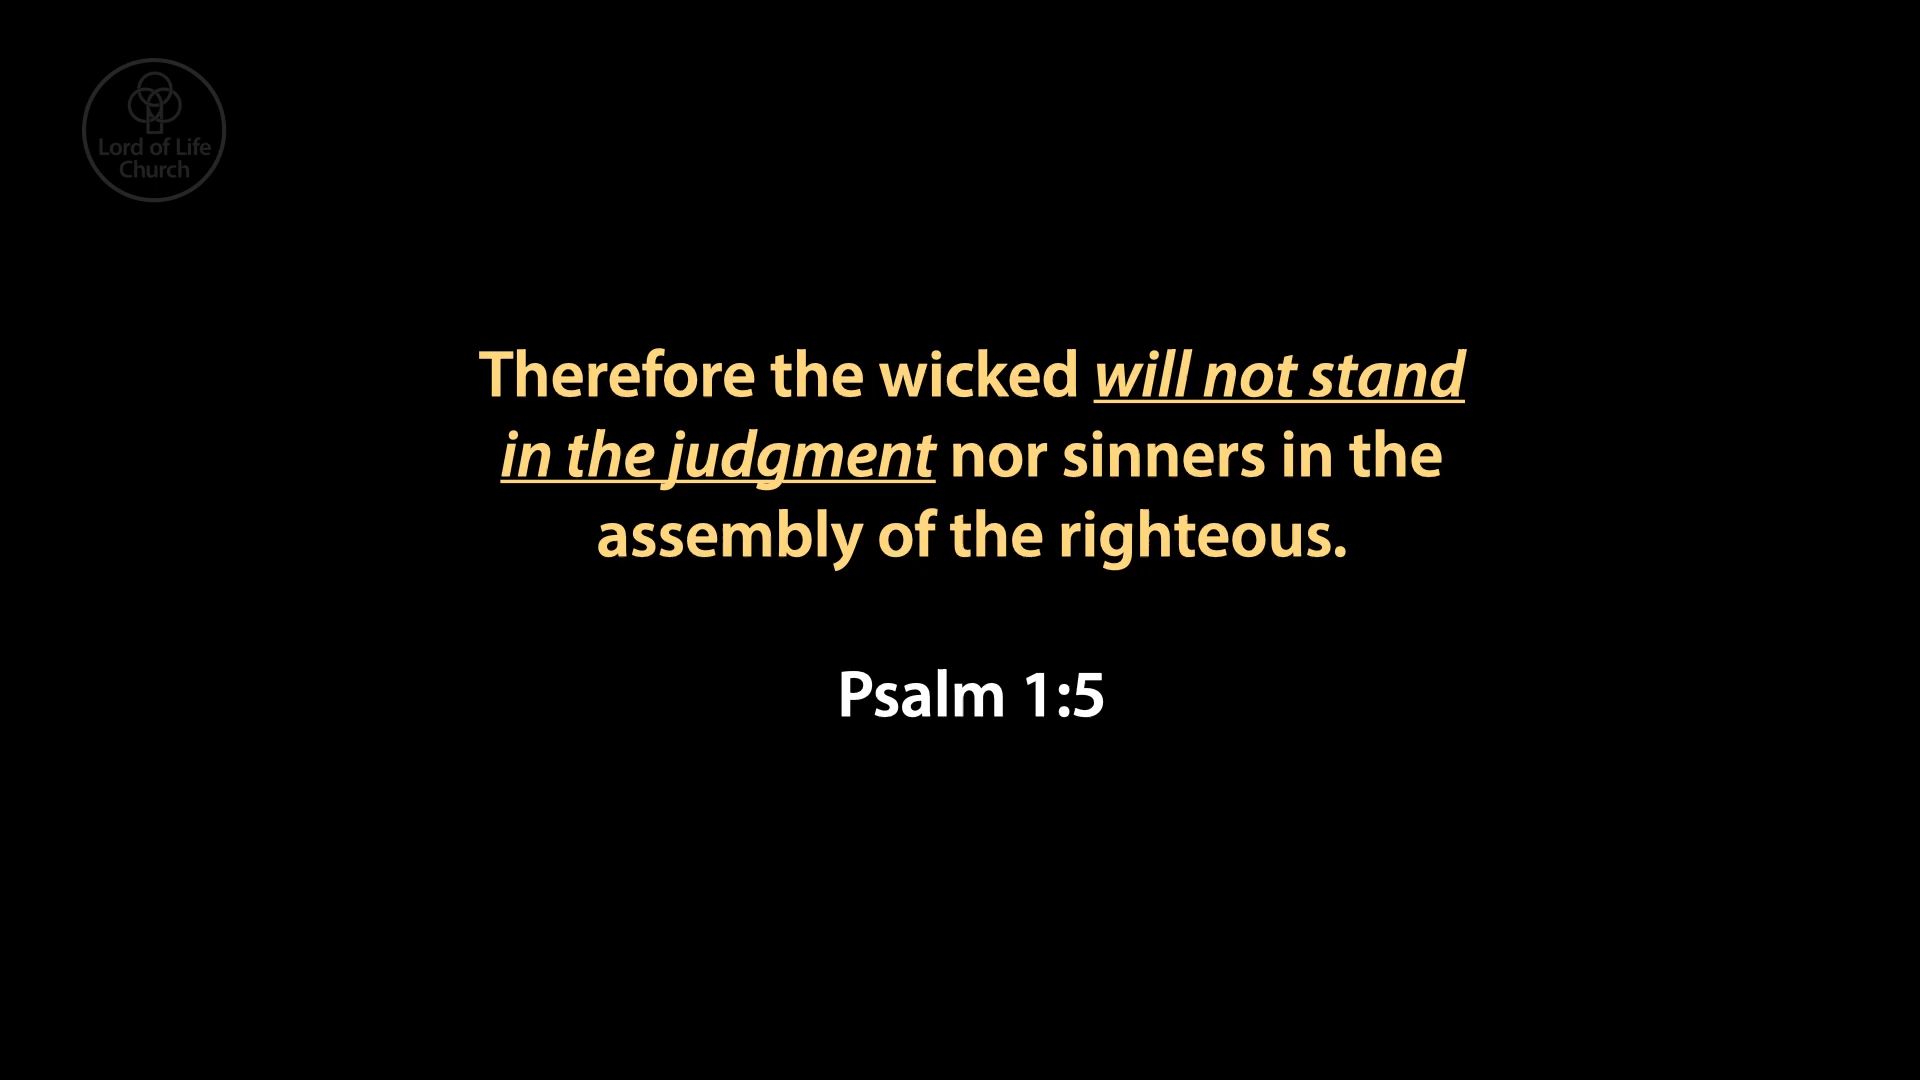 Lord of Life
Church
Therefore the wicked will not stand
in the judgment nor sinners in the
assembly of the righteous.
Psalm 1:5